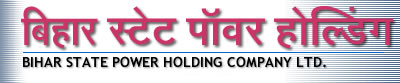 बिहार स्टेट पॉवर होल्डिंग
BIHAR STATE POWER HOLDING COMPANY LTD.